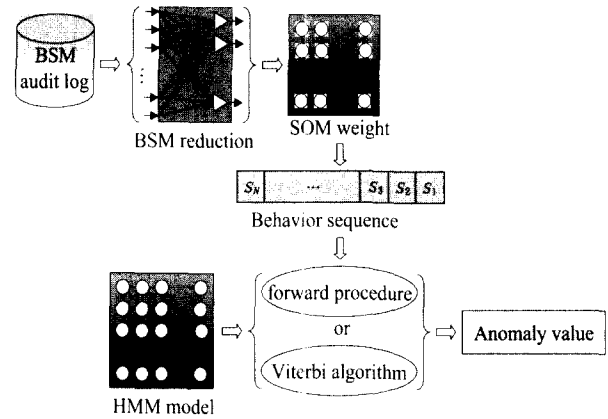 BSM
audit log
BSM reduction
SOM weight
S_N ... S_3 S_2 S_1
Behavior sequence
forward procedure
or
Viterbi algorithm
Anomaly value
HMM model